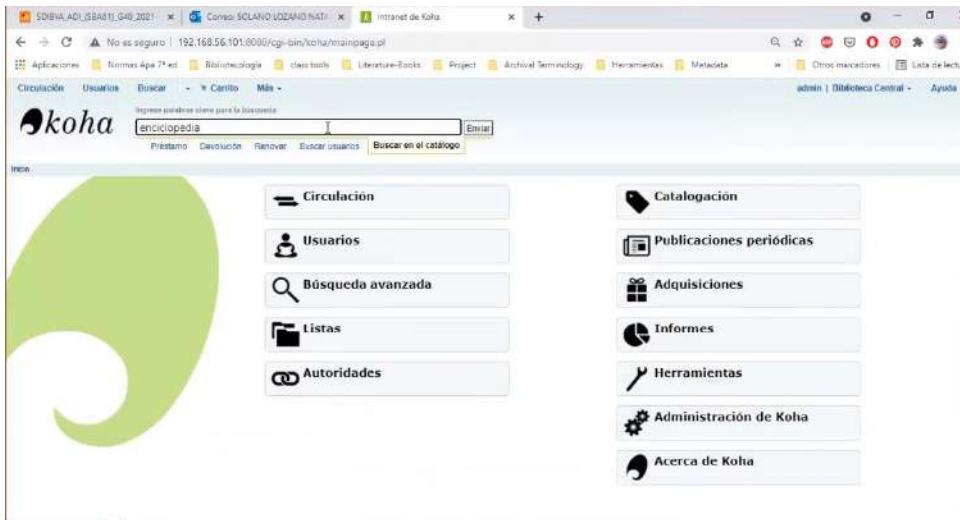 SDIBVA_ADI_(SBA61)_G40_2021- Correo: SOLANO LOZANO NATA Intranet de Koha
No es seguro | 192.168.56.101:8080/cgi-bin/koha/mainpage.pl
Aplicaciones Normas Apa 7ª ed Bibliotecología class tools Literature-Books Project Archival Terminology Herramientas Metadata » Otros marcadores Lista de lectu
Circulación Usuarios Buscar Carrito Más admin | Biblioteca Central Ayuda
Ingrese palabras clave para la búsqueda:
koha
enciclopedia Enviar
Préstamo Devolución Renovar Buscar usuarios Buscar en el catálogo
Inicio
Circulación Catalogación
Usuarios Publicaciones periódicas
Búsqueda avanzada Adquisiciones
Listas Informes
Autoridades Herramientas
Administración de Koha
Acerca de Koha